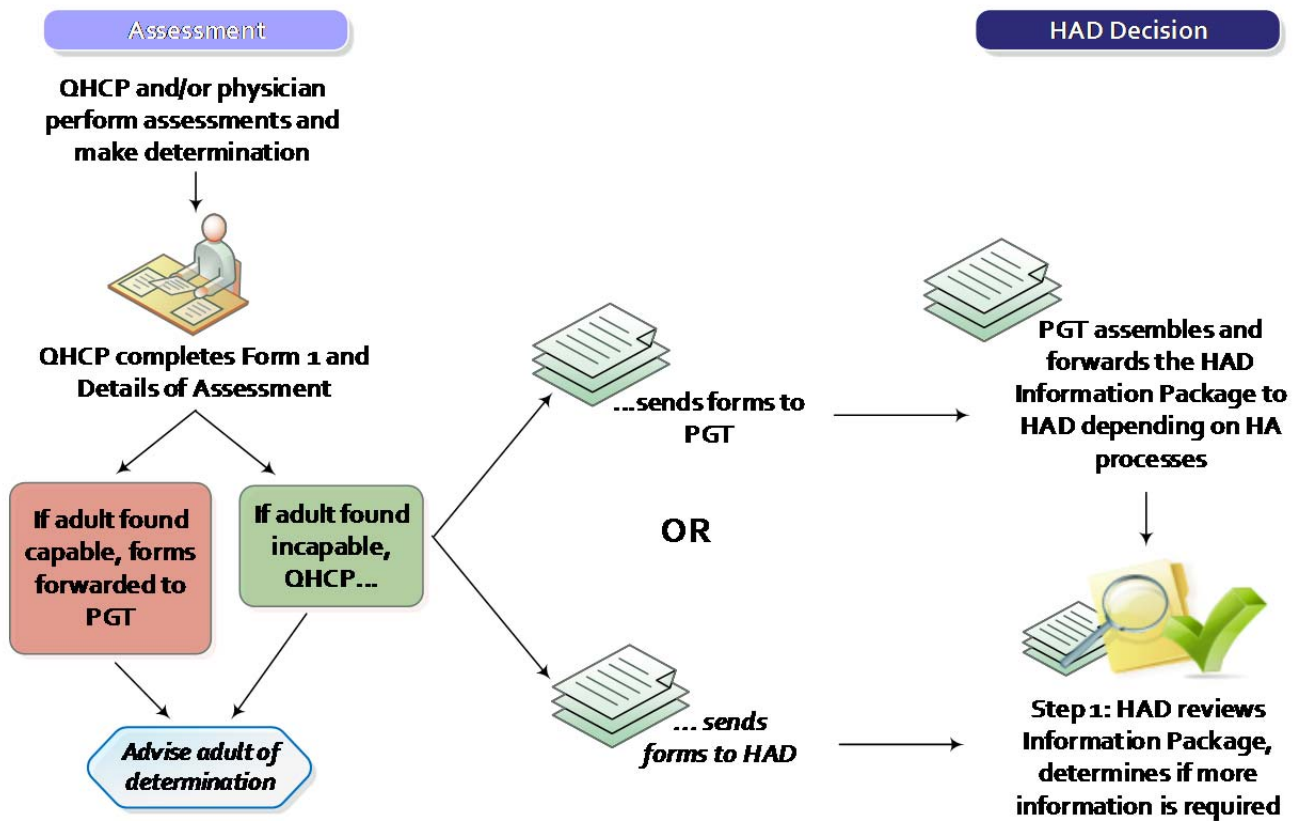 Assessment
QHCP and/or physician
perform assessments and
make determination
QHCP completes Form 1 and
Details of Assessment
If adult found
capable, forms
forwarded to
PGT
If adult found
incapable,
QHCP...
Advise adult of
determination
...sends forms to
PGT
OR
... sends
forms to HAD
HAD Decision
PGT assembles and
forwards the HAD
Information Package to
HAD depending on HA
processes
Step 1: HAD reviews
Information Package,
determines if more
information is required